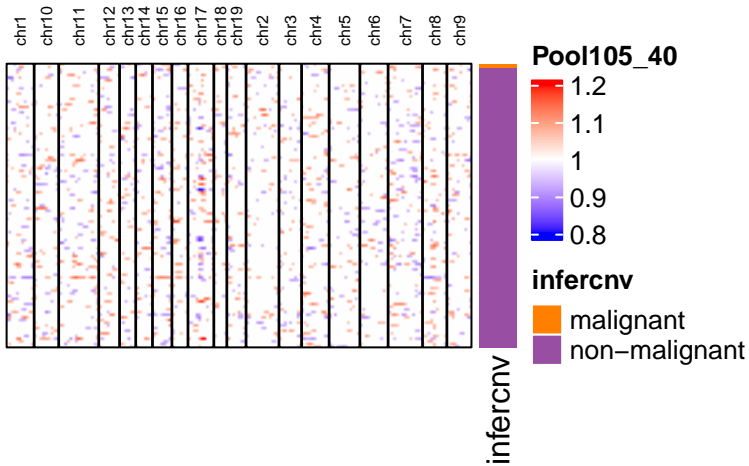 chr1 chr10 chr11 chr12 chr13 chr14 chr15 chr16 chr17 chr18 chr19 chr2 chr3 chr4 chr5 chr6 chr7 chr8 chr9
Pool105_40
1.2
1.1
1
0.9
0.8
infercnv
malignant
non−malignant
infercnv